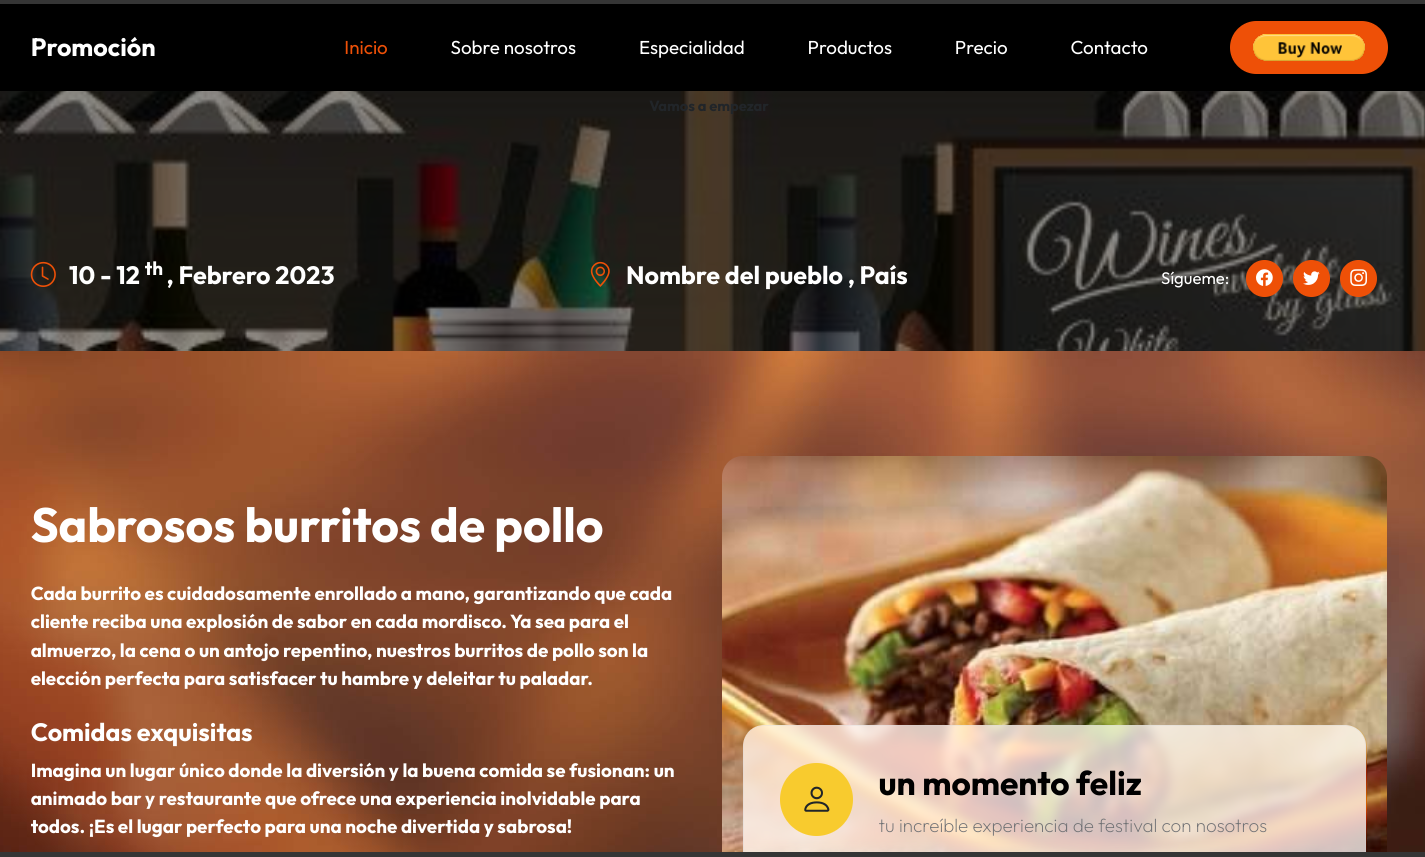 Promoción
Inicio
Sobre nosotros
Especialidad
Productos
Precio
Contacto
Buy Now
Vamos a empezar
Wines
by glass
White
10 - 12 th , Febrero 2023
Nombre del pueblo , País
Sígueme:
Sabrosos burritos de pollo
Cada burrito es cuidadosamente enrollado a mano, garantizando que cada
cliente reciba una explosión de sabor en cada mordisco. Ya sea para el
almuerzo, la cena o un antojo repentino, nuestros burritos de pollo son la
elección perfecta para satisfacer tu hambre y deleitar tu paladar.
Comidas exquisitas
Imagina un lugar único donde la diversión y la buena comida se fusionan: un
animado bar y restaurante que ofrece una experiencia inolvidable para
todos. ¡Es el lugar perfecto para una noche divertida y sabrosa!
un momento feliz
tu increíble experiencia de festival con nosotros